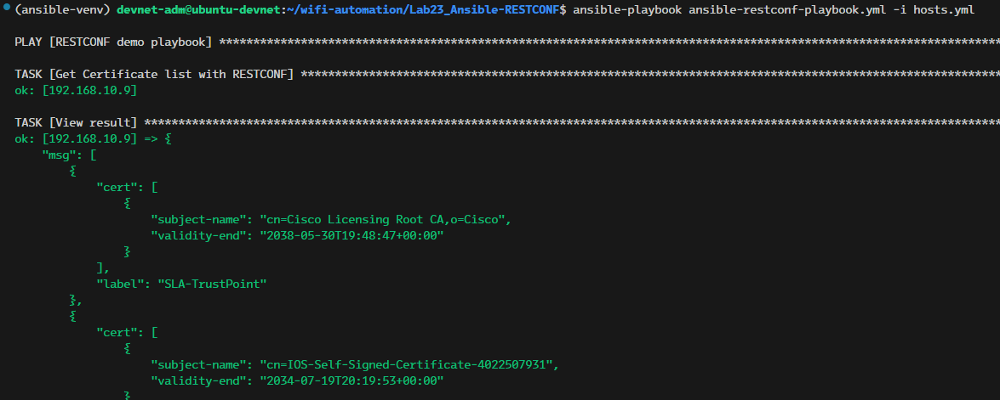 (ansible-venv) devnet-adm@ubuntu-devnet:~/wifi-automation/Lab23_Ansible-RESTCONF$ ansible-playbook ansible-restconf-playbook.yml -i hosts.yml
PLAY [RESTCONF demo playbook] ****************************************************************************************************************
TASK [Get Certificate list with RESTCONF] ****************************************************************************************************
ok: [192.168.10.9]
TASK [View result] ***************************************************************************************************************************
ok: [192.168.10.9] => {
    "msg": [
        {
            "cert": [
                {
                    "subject-name": "cn=Cisco Licensing Root CA,o=Cisco",
                    "validity-end": "2038-05-30T19:48:47+00:00"
                }
            ],
            "label": "SLA-TrustPoint"
        },
        {
            "cert": [
                {
                    "subject-name": "cn=IOS-Self-Signed-Certificate-4022507931",
                    "validity-end": "2034-07-19T20:19:53+00:00"
                }